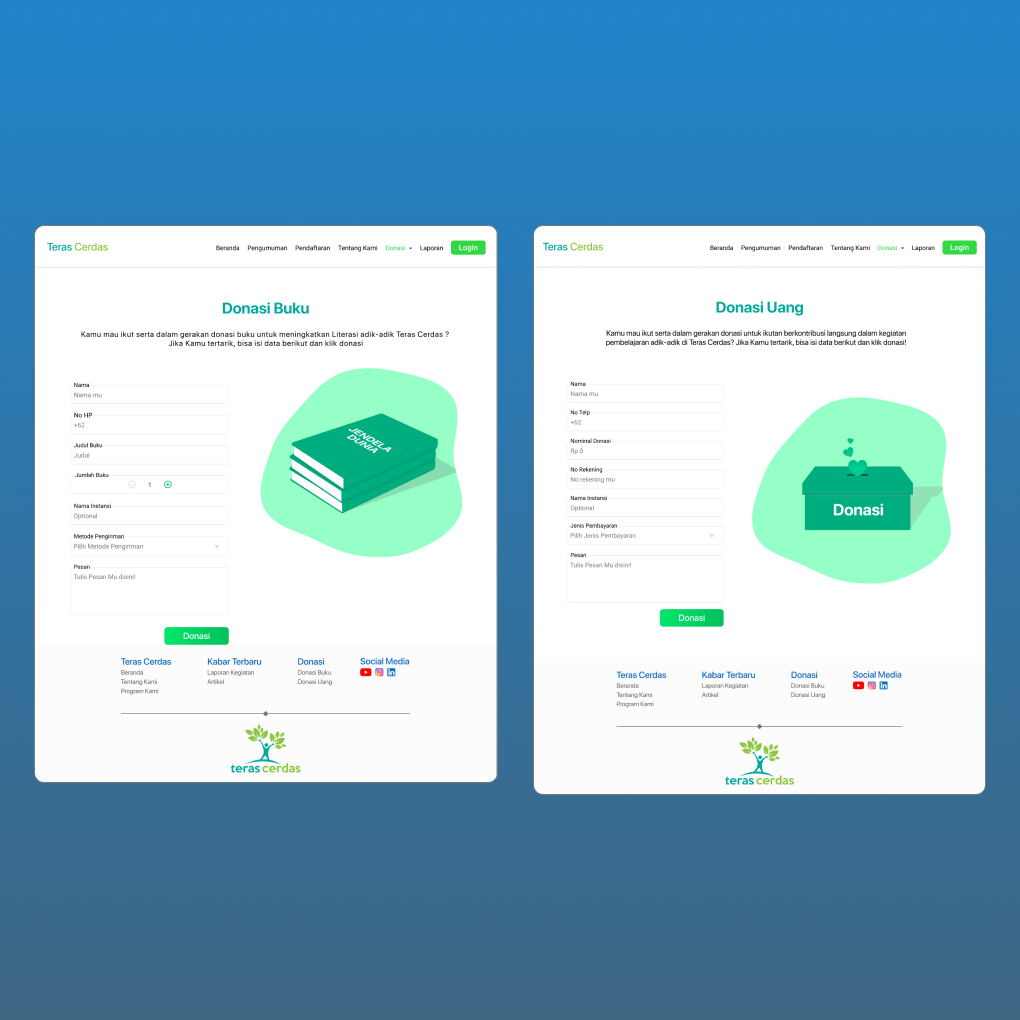 Teras Cerdas
Beranda Pengumuman Pendaftaran Tentang Kami Donasi Laporan Login
Donasi Buku
Kamu mau ikut serta dalam gerakan donasi buku untuk meningkatkan Literasi adik-adik Teras Cerdas ?
Jika Kamu tertarik, bisa isi data berikut dan klik donasi
Nama
Nama mu
No HP
+62
Judul Buku
Judul
Jumlah Buku
1
Nama Instansi
Optional
Metode Pengiriman
Pilih Metode Pengiriman
Pesan
Tulis Pesan Mu disini!
Donasi
JENDELA
DUNIA
Teras Cerdas Kabar Terbaru Donasi Social Media
Beranda Laporan Kegiatan Donasi Buku
Tentang Kami Artikel Donasi Uang
Program Kami
teras cerdas
Teras Cerdas
Beranda Pengumuman Pendaftaran Tentang Kami Donasi Laporan Login
Donasi Uang
Kamu mau ikut serta dalam gerakan donasi untuk ikutan berkontribusi langsung dalam kegiatan
pembelajaran adik-adik di Teras Cerdas? Jika Kamu tertarik, bisa isi data berikut dan klik donasi!
Nama
Nama mu
No Telp
+62
Nominal Donasi
Rp 0
No Rekening
No rekening mu
Nama Instansi
Optional
Jenis Pembayaran
Pilih Jenis Pembayaran
Pesan
Tulis Pesan Mu disini!
Donasi
Donasi
Teras Cerdas Kabar Terbaru Donasi Social Media
Beranda Laporan Kegiatan Donasi Buku
Tentang Kami Artikel Donasi Uang
Program Kami
teras cerdas